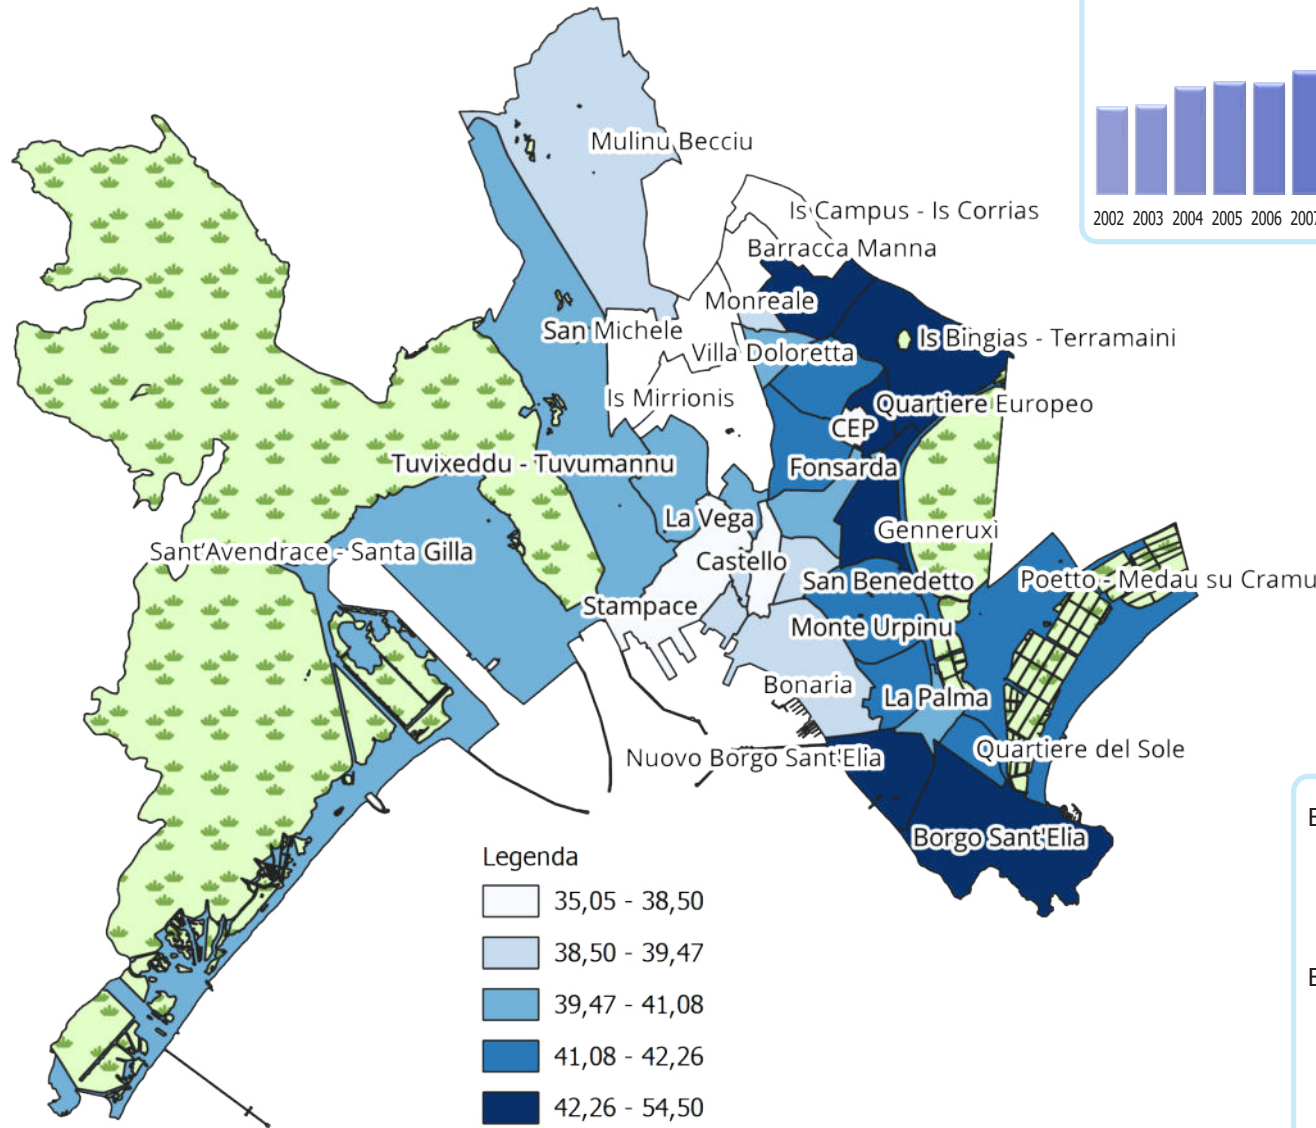 Mulinu Becciu
Is Campus - Is Corrias
2002 2003 2004 2005 2006 2007
Barracca Manna
Monreale
San Michele
Villa Doloretta
Is Bingias - Terramaini
Is Mirrionis
Quartiere Europeo
CEP
Tuvixeddu - Tuvumannu
Fonsarda
La Vega
Genneruxi
Sant'Avendrace - Santa Gilla
Castello
San Benedetto
Poetto - Medau su Cramu
Stampace
Monte Urpinu
Bonaria
La Palma
Nuovo Borgo Sant'Elia
Quartiere del Sole
Borgo Sant'Elia
Legenda
35,05 - 38,50
38,50 - 39,47
39,47 - 41,08
41,08 - 42,26
42,26 - 54,50